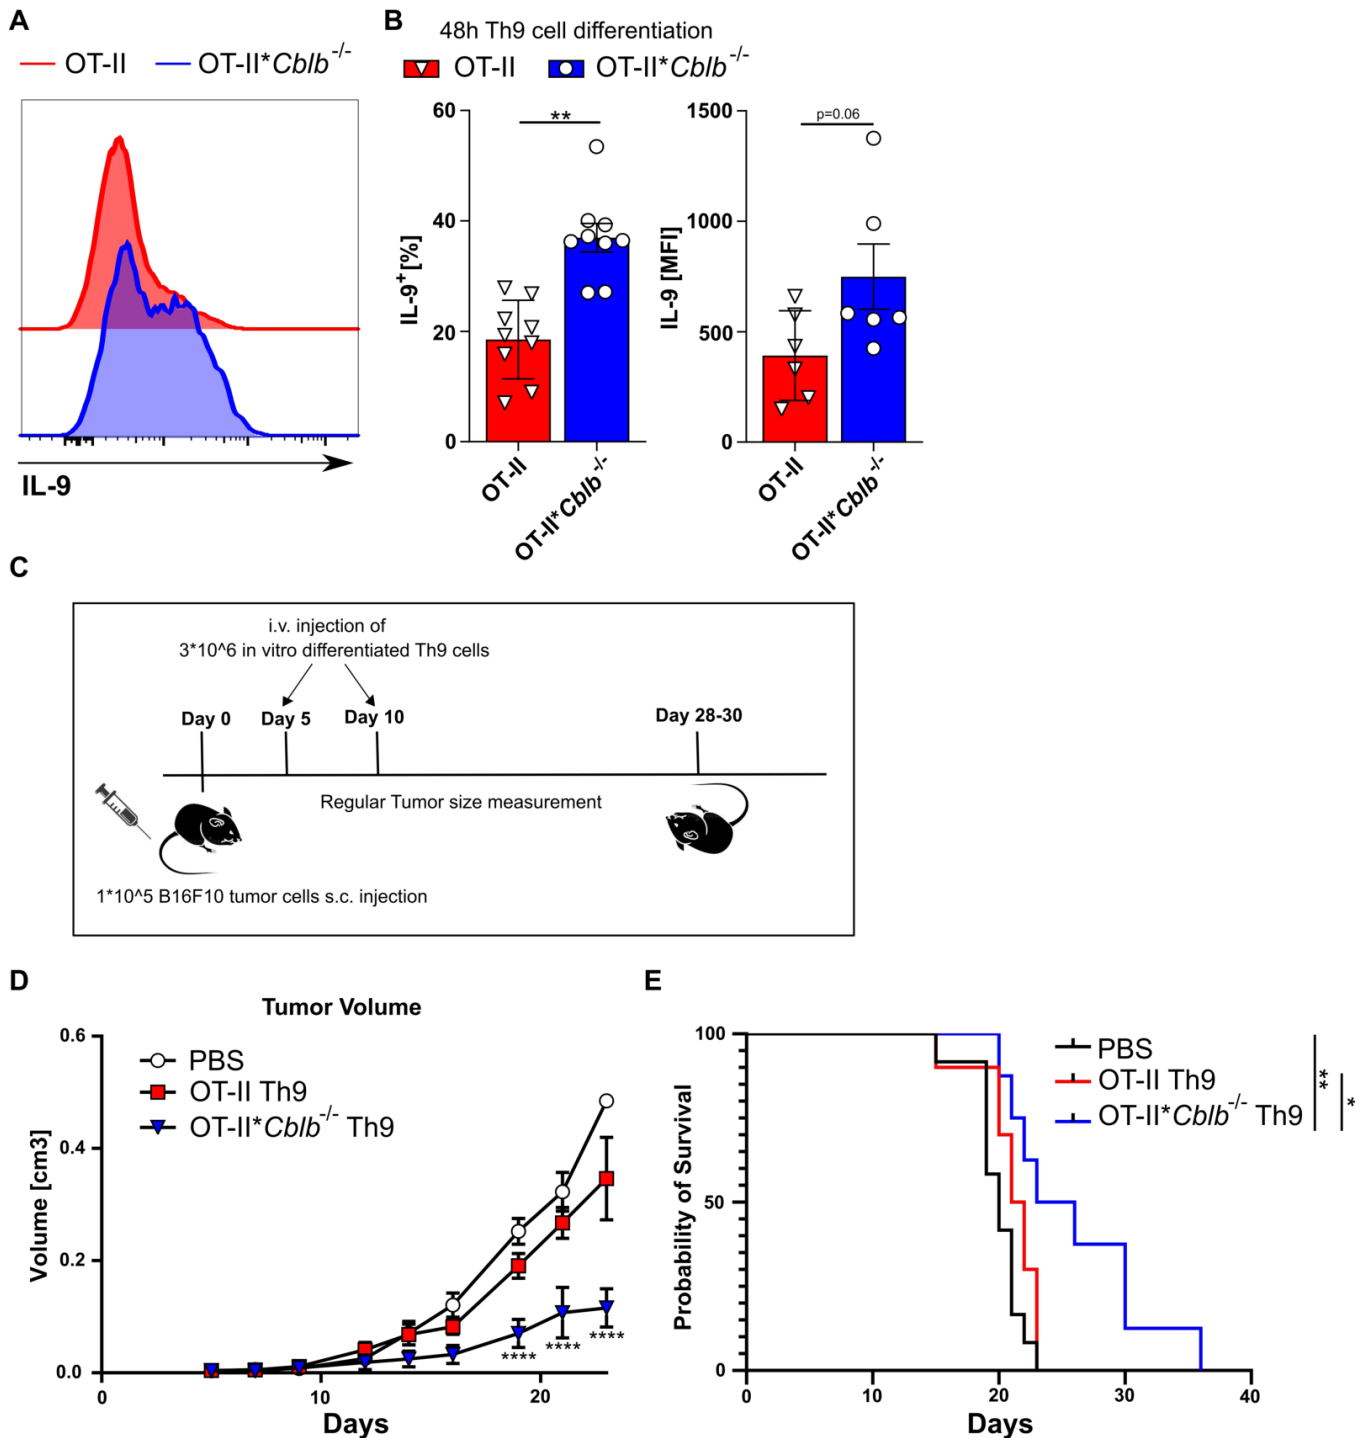 A
OT-II
OT-II*Cblb-/-
IL-9
B
48h Th9 cell differentiation
OT-II
OT-II*Cblb-/-
IL-9+[%]
60
40
20
0
**
OT-II
OT-II*Cblb-/-
IL-9 [MFI]
1500
1000
500
0
p=0.06
OT-II
OT-II*Cblb-/-
C
i.v. injection of
3*10^6 in vitro differentiated Th9 cells
Day 0
Day 5
Day 10
Day 28-30
Regular Tumor size measurement
1*10^5 B16F10 tumor cells s.c. injection
D
Tumor Volume
PBS
OT-II Th9
OT-II*Cblb-/- Th9
Volume [cm3]
0.6
0.4
0.2
0.0
****
****
****
0
10
20
Days
E
PBS
OT-II Th9
OT-II*Cblb-/- Th9
**
*
Probability of Survival
100
50
0
0
10
20
30
40
Days